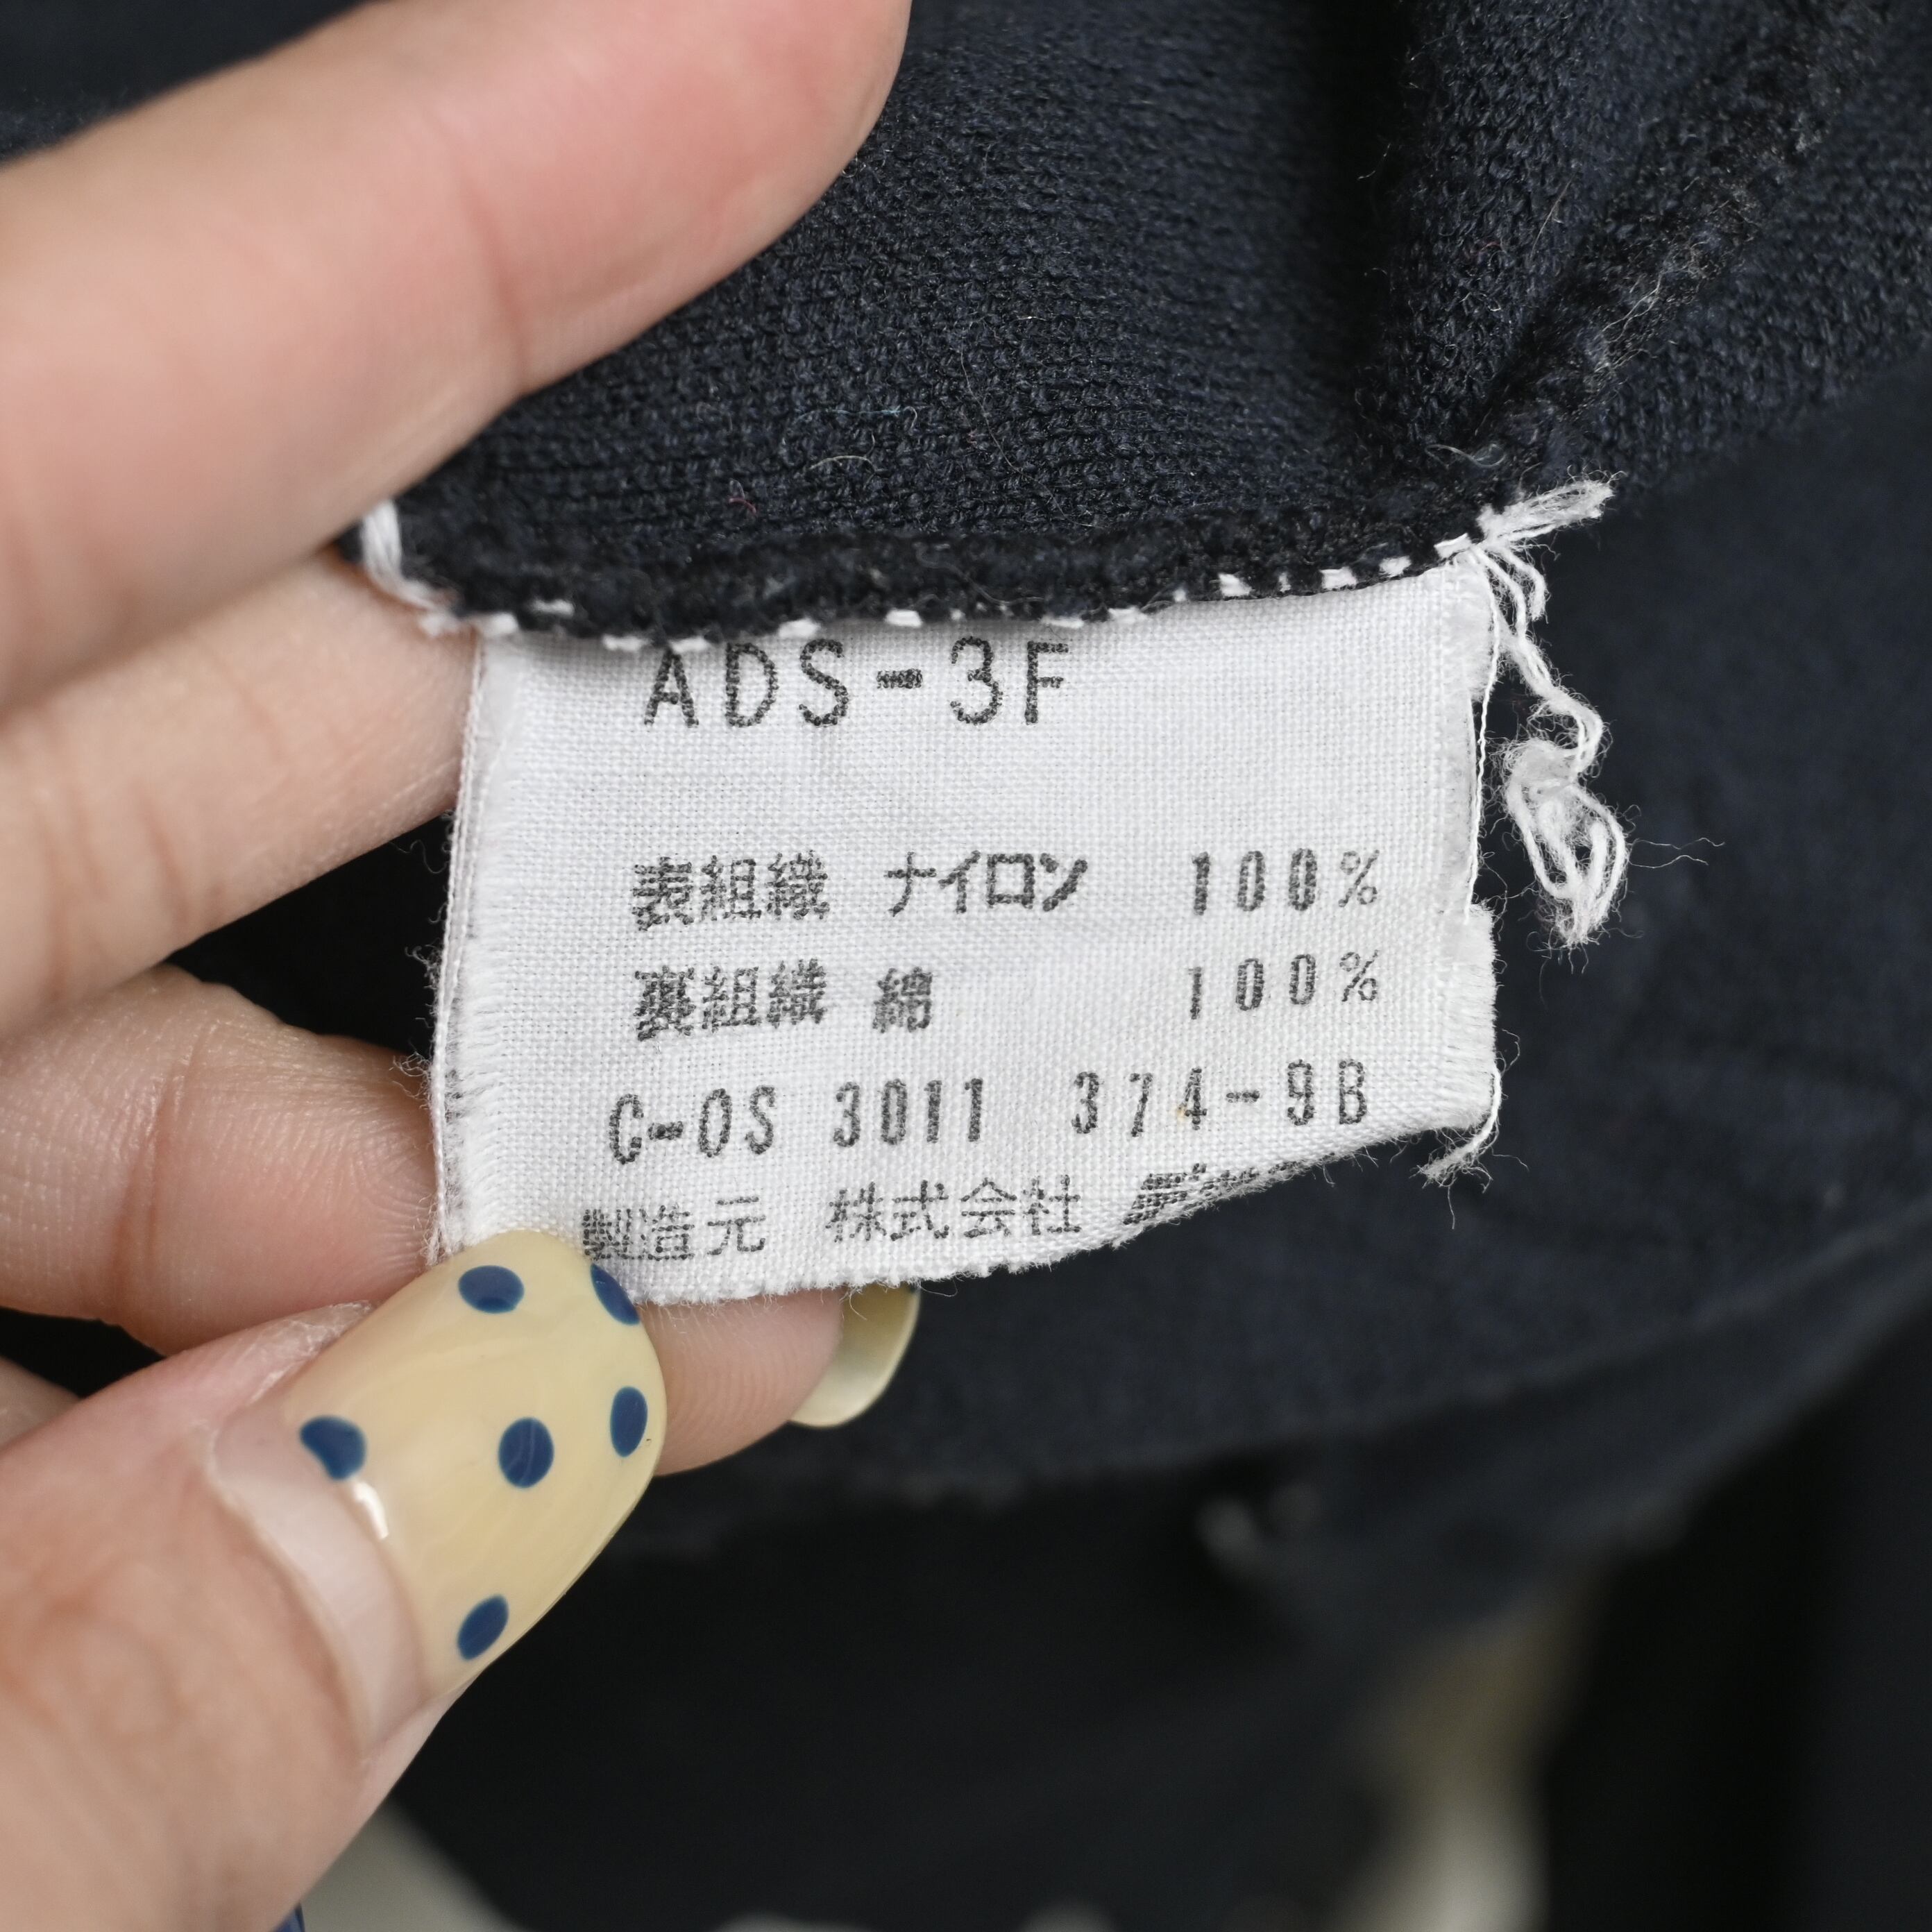 ADS-3F
表組織 ナイロン 100%
裏組織 綿 100%
C-OS 3011 374-9B
製造元 株式会社